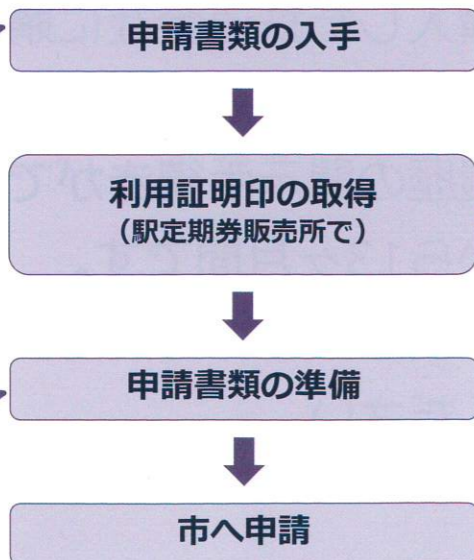 申請書類の入手
利用証明印の取得
（駅定期券販売所で）
申請書類の準備
市へ申請